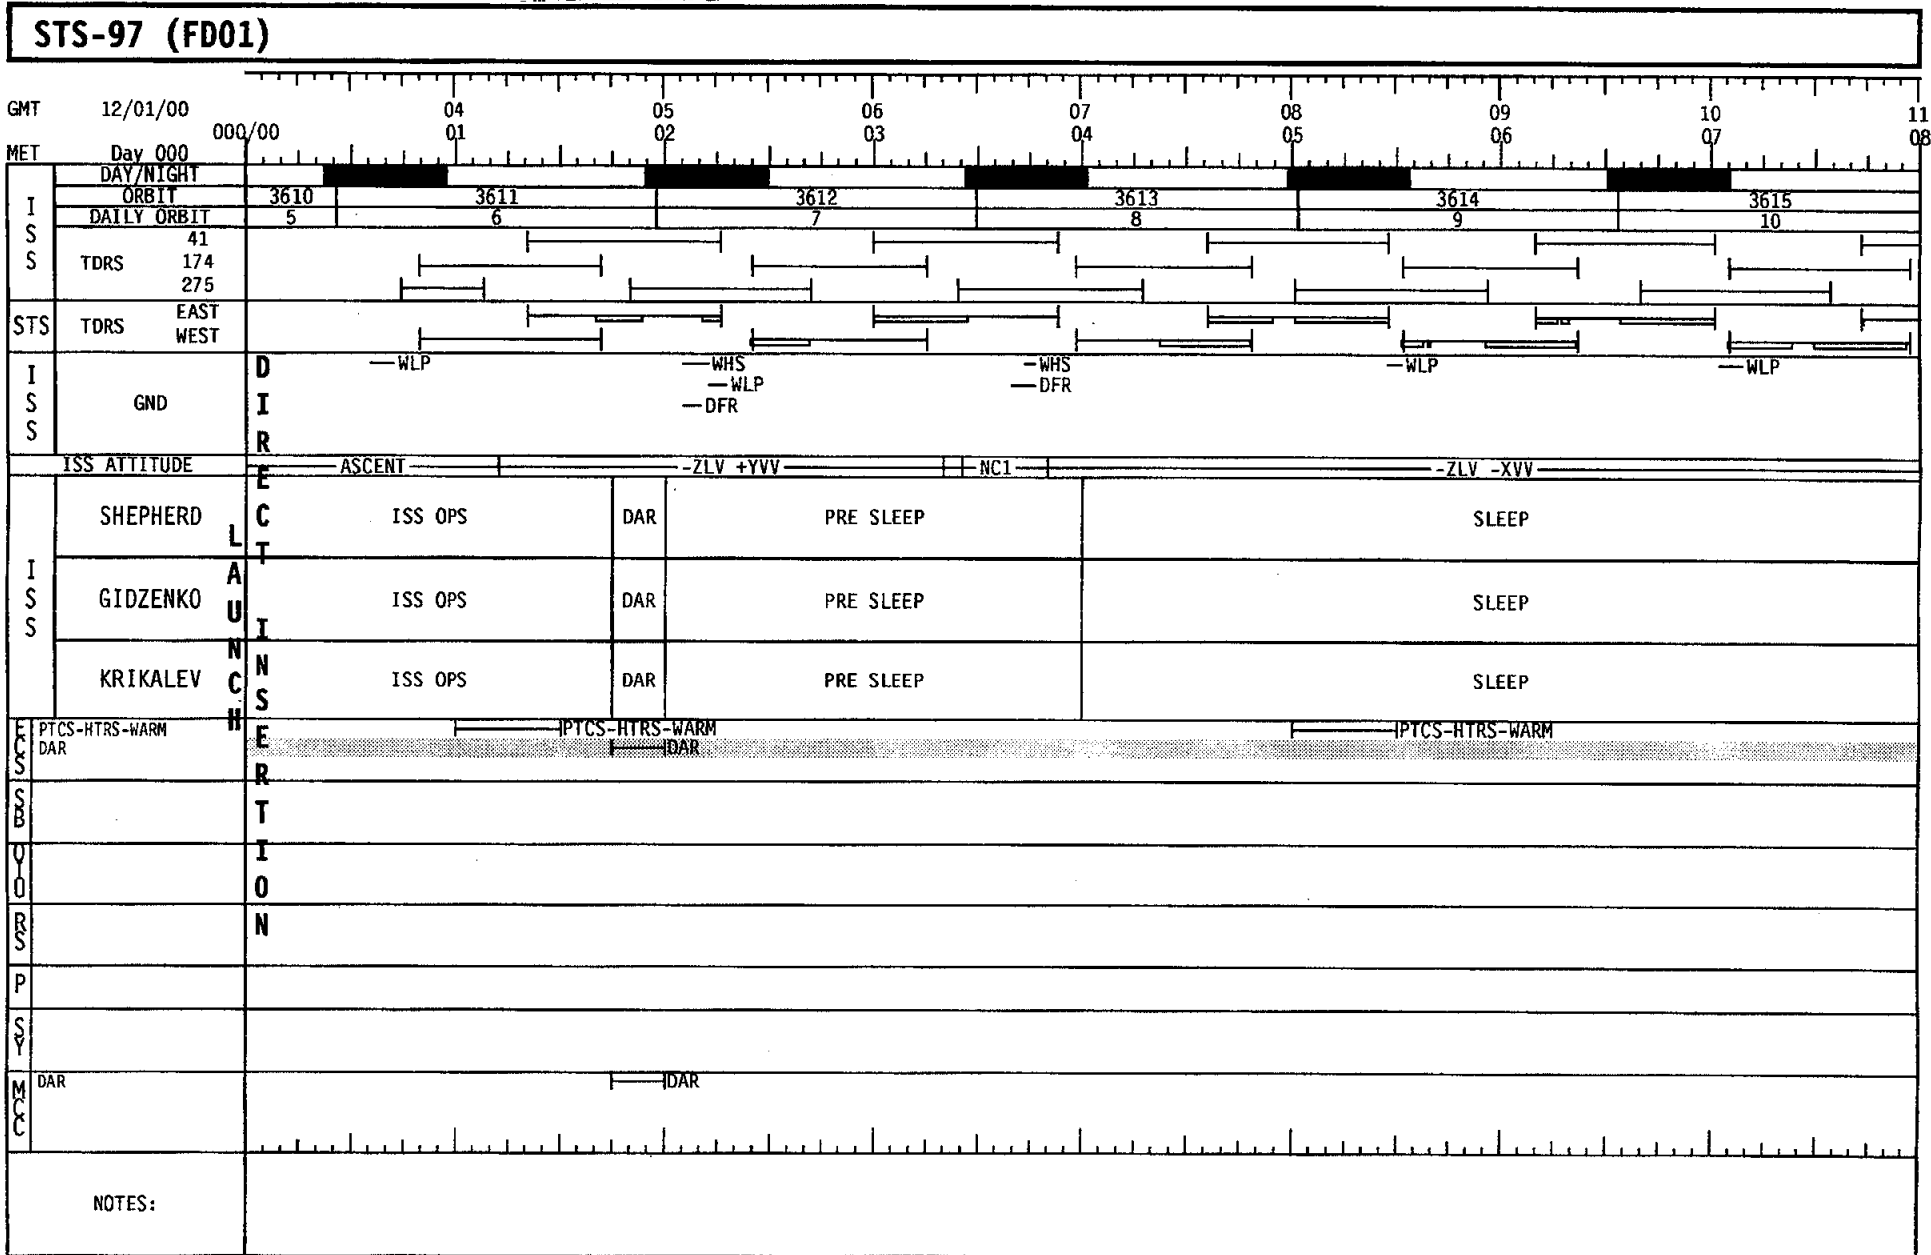 STS-97 (FD01)
GMT 12/01/00 04 05 06 07 08 09 10 11
000/00 01 02 03 04 05 06 07 08
MET Day 000
DAY/NIGHT
ORBIT 3610 3611 3612 3613 3614 3615
DAILY ORBIT 5 6 7 8 9 10
ISS
TDRS 41
174
275
STS TDRS EAST
WEST
ISS
GND
WLP WHS WHS WLP WLP
WLP DFR
DFR
ISS ATTITUDE ASCENT -ZLV +YVV NC1 -ZLV -XVV
LAUNCH
DIRECT INSERTION
ISS
SHEPHERD ISS OPS DAR PRE SLEEP SLEEP
GIDZENKO ISS OPS DAR PRE SLEEP SLEEP
KRIKALEV ISS OPS DAR PRE SLEEP SLEEP
ECS PTCS-HTRS-WARM PTCS-HTRS-WARM PTCS-HTRS-WARM
DAR DAR
SB
RS
P
SY
MCC DAR DAR
NOTES: